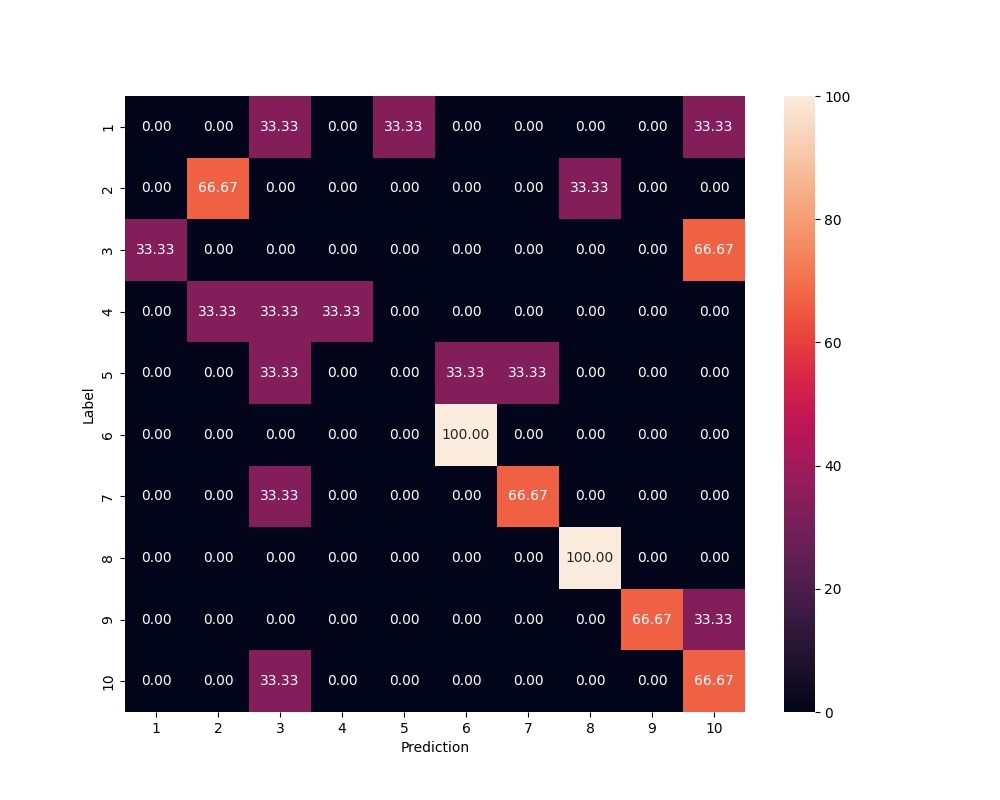 1 0.00 0.00 33.33 0.00 33.33 0.00 0.00 0.00 0.00 33.33
2 0.00 66.67 0.00 0.00 0.00 0.00 0.00 33.33 0.00 0.00
3 33.33 0.00 0.00 0.00 0.00 0.00 0.00 0.00 0.00 66.67
4 0.00 33.33 33.33 33.33 0.00 0.00 0.00 0.00 0.00 0.00
5 0.00 0.00 33.33 0.00 0.00 33.33 33.33 0.00 0.00 0.00
6 0.00 0.00 0.00 0.00 0.00 100.00 0.00 0.00 0.00 0.00
7 0.00 0.00 33.33 0.00 0.00 0.00 66.67 0.00 0.00 0.00
8 0.00 0.00 0.00 0.00 0.00 0.00 0.00 100.00 0.00 0.00
9 0.00 0.00 0.00 0.00 0.00 0.00 0.00 0.00 66.67 33.33
10 0.00 0.00 33.33 0.00 0.00 0.00 0.00 0.00 0.00 66.67
1 2 3 4 5 6 7 8 9 10
Prediction
Label
100
80
60
40
20
0